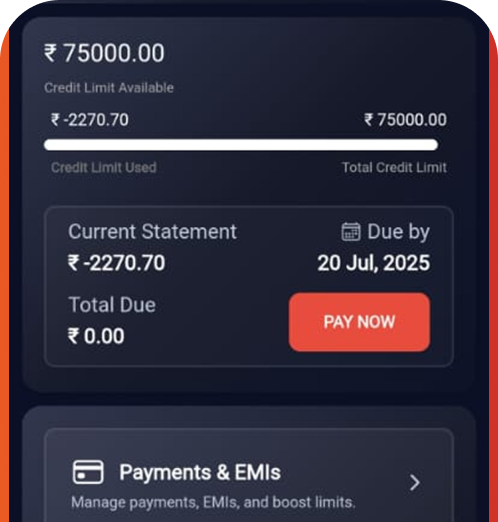 ₹ 75000.00
Credit Limit Available
₹ -2270.70 ₹ 75000.00
Credit Limit Used Total Credit Limit
Current Statement Due by
₹ -2270.70 20 Jul, 2025
Total Due
₹ 0.00 PAY NOW
Payments & EMIs
Manage payments, EMIs, and boost limits.